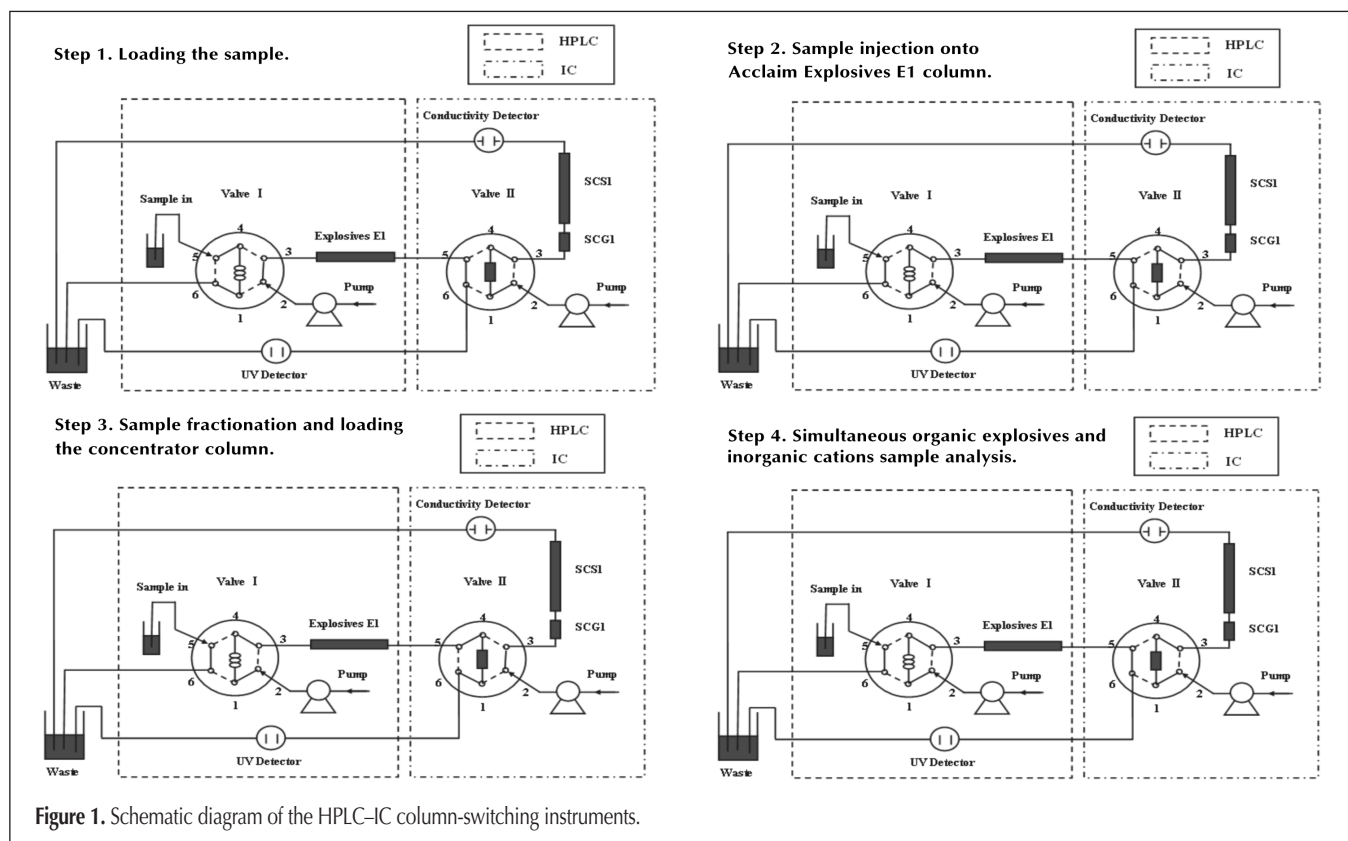 Step 1. Loading the sample.
HPLC
IC
Conductivity Detector
SCS1
Sample in
Valve I
Valve II
4
4
SCG1
5
3
Explosives E1
5
3
6
2
Pump
6
2
Pump
1
1
UV Detector
Waste
Step 2. Sample injection onto
Acclaim Explosives E1 column.
HPLC
IC
Conductivity Detector
SCS1
Sample in
Valve I
Valve II
4
4
SCG1
5
3
Explosives E1
5
3
6
2
Pump
6
2
Pump
1
1
UV Detector
Waste
Step 3. Sample fractionation and loading
the concentrator column.
HPLC
IC
Conductivity Detector
SCS1
Sample in
Valve I
Valve II
4
4
SCG1
5
3
Explosives E1
5
3
6
2
Pump
6
2
Pump
1
1
UV Detector
Waste
Step 4. Simultaneous organic explosives and
inorganic cations sample analysis.
HPLC
IC
Conductivity Detector
SCS1
Sample in
Valve I
Valve II
4
4
SCG1
5
3
Explosives E1
5
3
6
2
Pump
6
2
Pump
1
1
UV Detector
Waste
Figure 1. Schematic diagram of the HPLC–IC column-switching instruments.